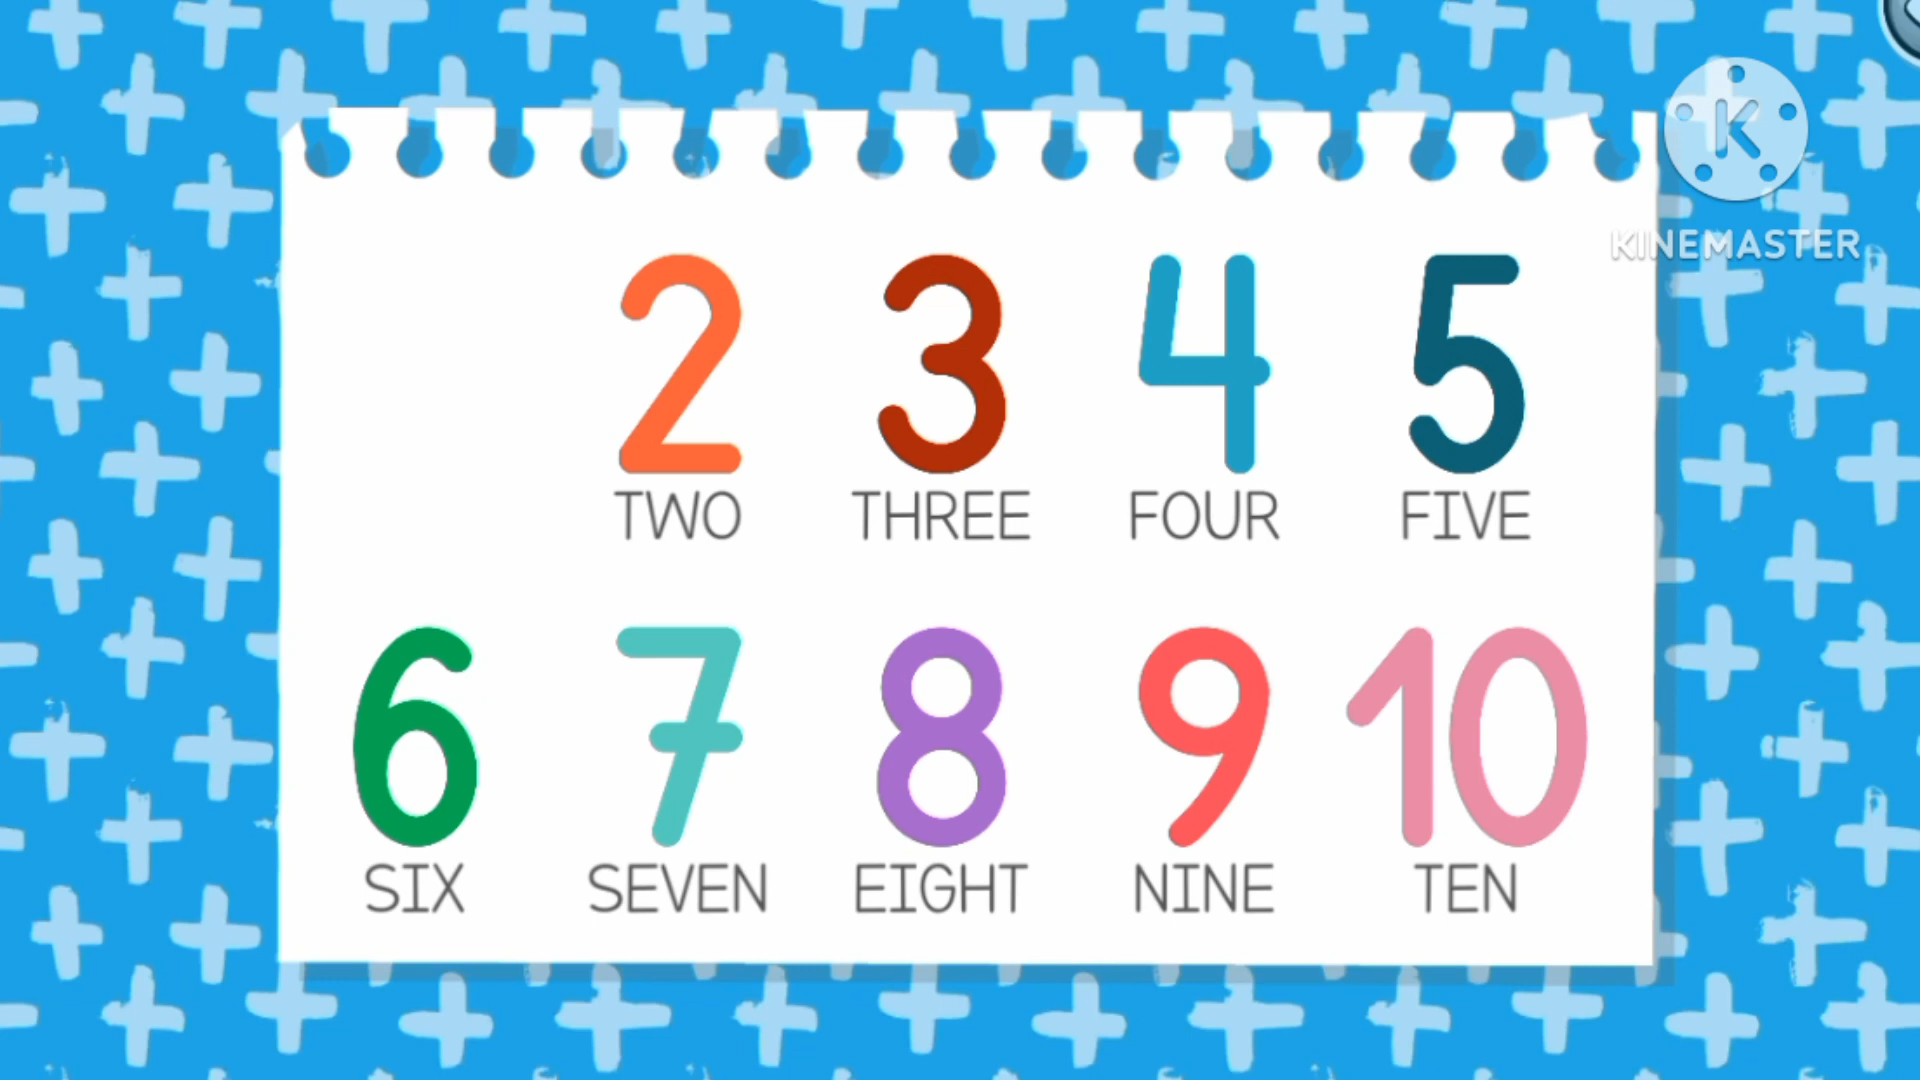 K
KINEMASTER
2 3 4 5
TWO THREE FOUR FIVE
6 7 8 9 10
SIX SEVEN EIGHT NINE TEN